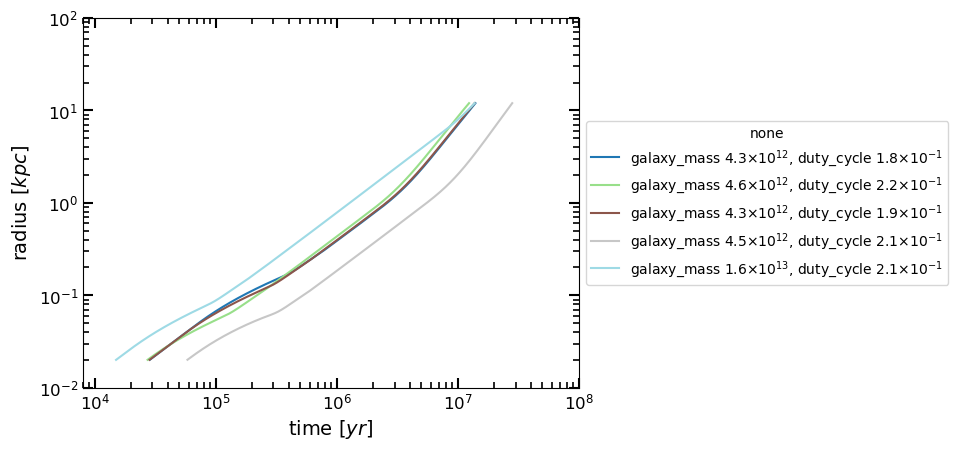 10²
10¹
10⁰
10⁻¹
10⁻²
radius [kpc]
10⁴ 10⁵ 10⁶ 10⁷ 10⁸
time [yr]
none
galaxy_mass 4.3×10¹², duty_cycle 1.8×10⁻¹
galaxy_mass 4.6×10¹², duty_cycle 2.2×10⁻¹
galaxy_mass 4.3×10¹², duty_cycle 1.9×10⁻¹
galaxy_mass 4.5×10¹², duty_cycle 2.1×10⁻¹
galaxy_mass 1.6×10¹³, duty_cycle 2.1×10⁻¹